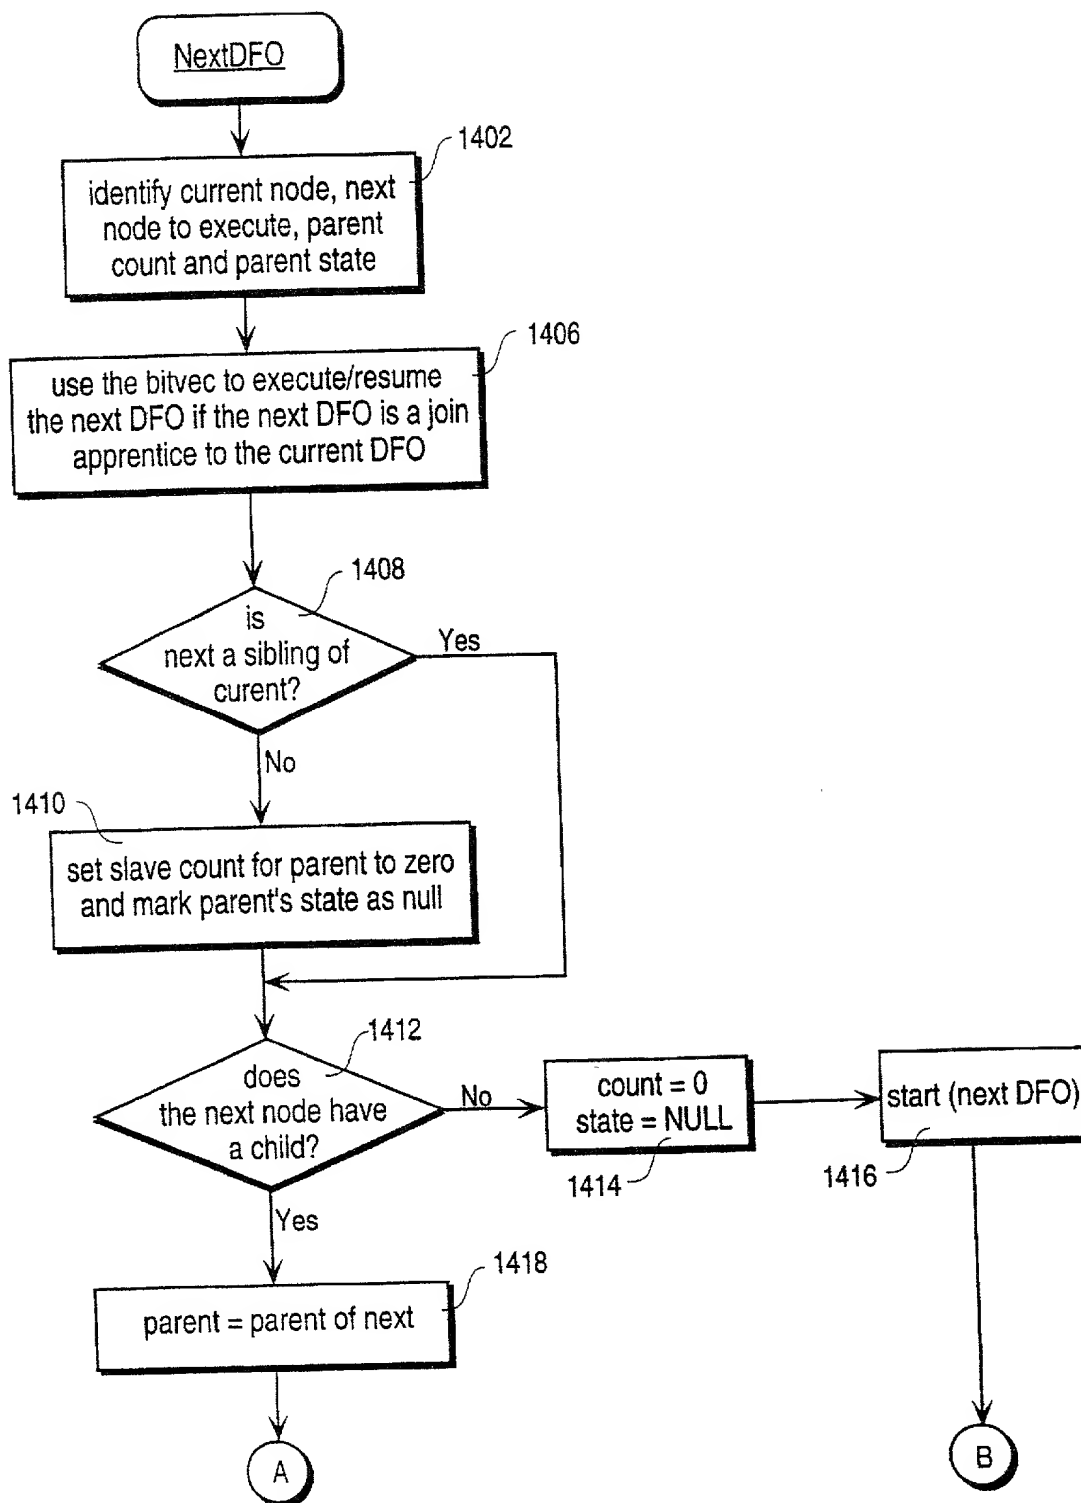 NextDFO
1402
identify current node, next
node to execute, parent
count and parent state
1406
use the bitvec to execute/resume
the next DFO if the next DFO is a join
apprentice to the current DFO
1408
is
next a sibling of
curent?
Yes
No
1410
set slave count for parent to zero
and mark parent's state as null
1412
does
the next node have
a child?
No
count = 0
state = NULL
1414
start (next DFO)
1416
Yes
1418
parent = parent of next
A
B